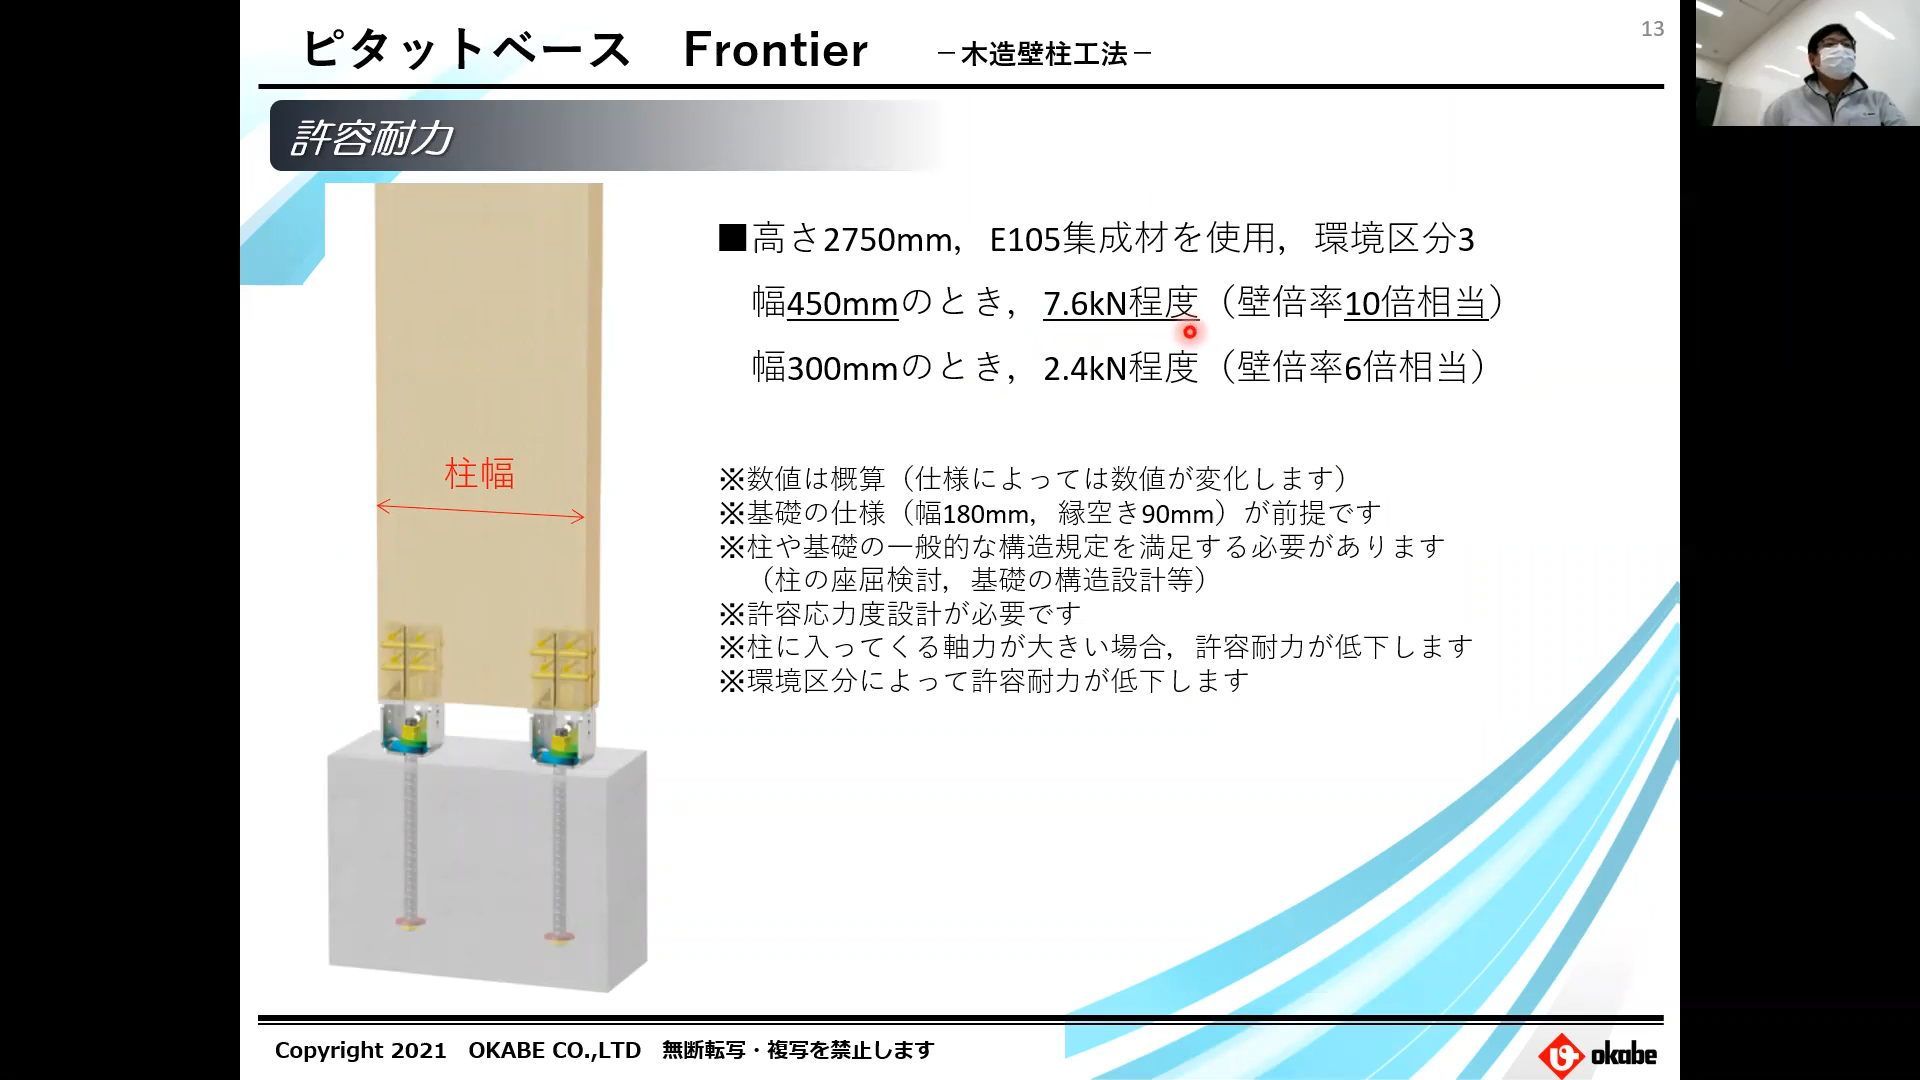 ピタットベース　Frontier　－木造壁柱工法－
13
許容耐力
■高さ2750mm，E105集成材を使用，環境区分3
幅450mmのとき，7.6kN程度（壁倍率10倍相当）
幅300mmのとき，2.4kN程度（壁倍率6倍相当）
柱幅
※数値は概算（仕様によっては数値が変化します）
※基礎の仕様（幅180mm，縁空き90mm）が前提です
※柱や基礎の一般的な構造規定を満足する必要があります
（柱の座屈検討，基礎の構造設計等）
※許容応力度設計が必要です
※柱に入ってくる軸力が大きい場合，許容耐力が低下します
※環境区分によって許容耐力が低下します
Copyright 2021　OKABE CO.,LTD　無断転写・複写を禁止します
okabe